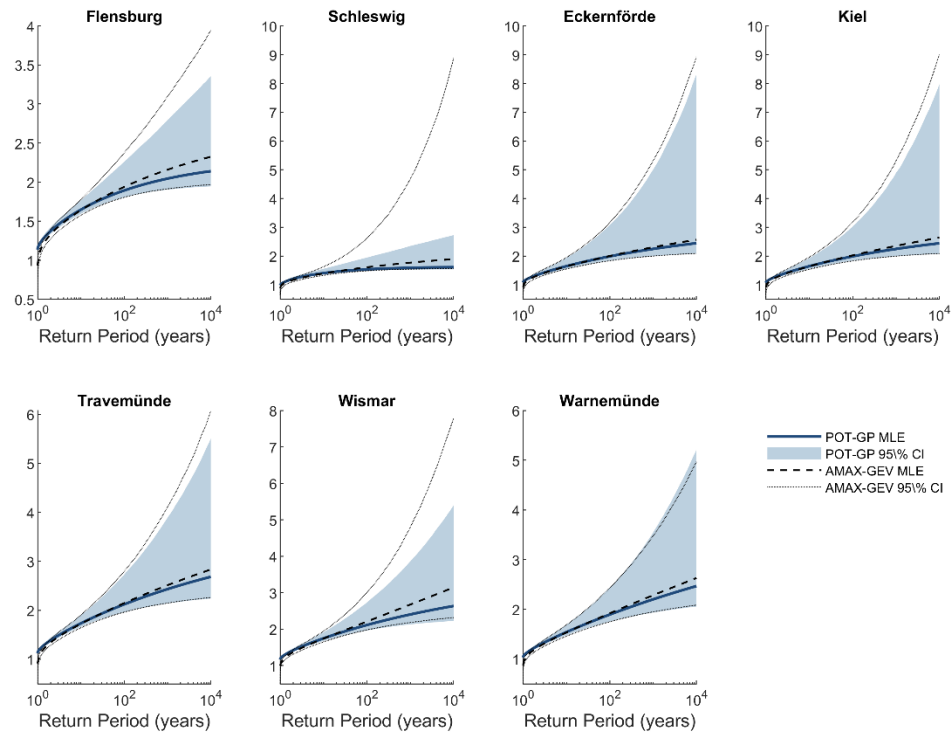 Flensburg Schleswig Eckernförde Kiel
4 10 10 10
3.5 9 9 9
8 8 8
3 7 7 7
2.5 6 6 6
5 5 5
2 4 4 4
1.5 3 3 3
2 2 2
1 1 1 1
0.5
10^0 10^2 10^4 10^0 10^2 10^4 10^0 10^2 10^4 10^0 10^2 10^4
Return Period (years) Return Period (years) Return Period (years) Return Period (years)
Travemünde Wismar Warnemünde
6 8 6
7
5 6 5
POT-GP MLE
POT-GP 95\% CI
AMAX-GEV MLE
AMAX-GEV 95\% CI
4 5 4
3 4 3
3
2 2 2
1 1 1
10^0 10^2 10^4 10^0 10^2 10^4 10^0 10^2 10^4
Return Period (years) Return Period (years) Return Period (years)